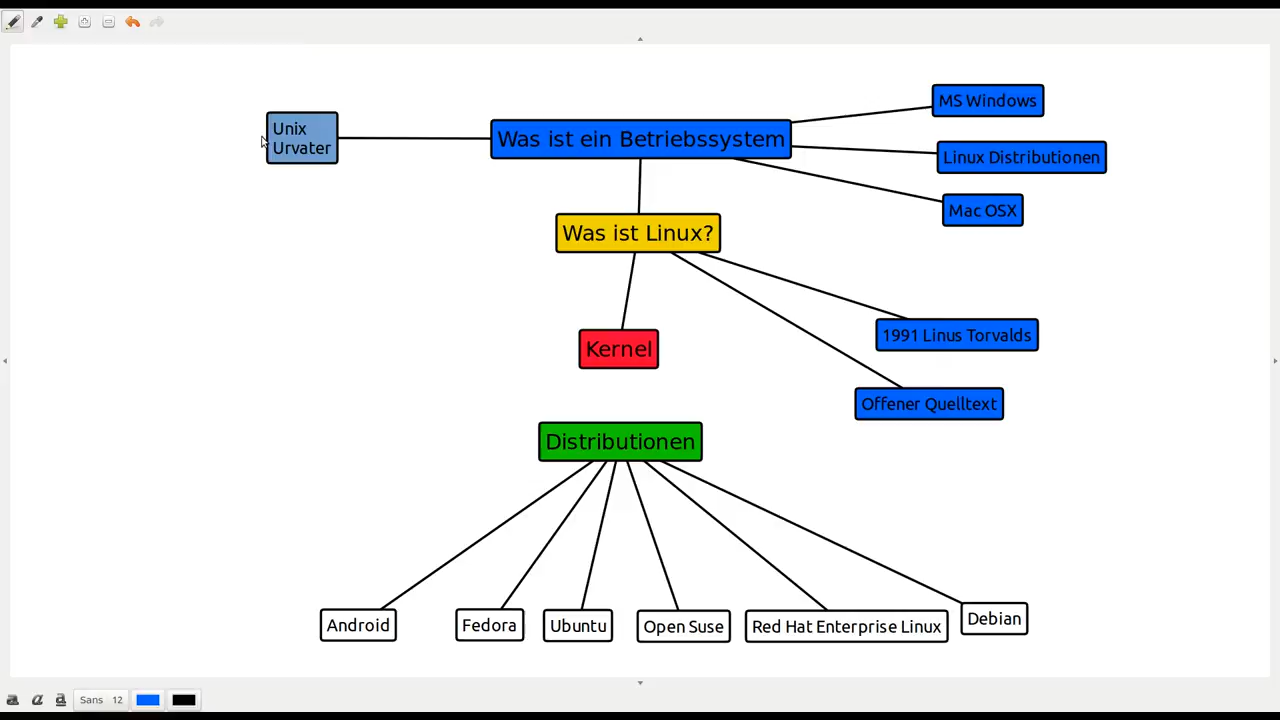 MS Windows
Unix
Urvater
Was ist ein Betriebssystem
Linux Distributionen
Mac OSX
Was ist Linux?
1991 Linus Torvalds
Kernel
Offener Quelltext
Distributionen
Android
Fedora
Ubuntu
Open Suse
Red Hat Enterprise Linux
Debian
a a a Sans 12